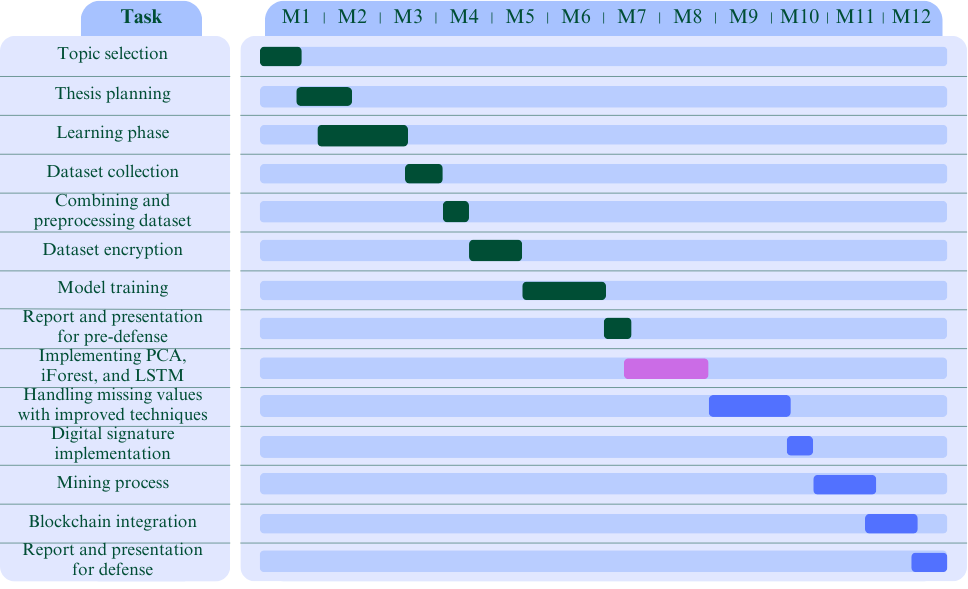 Task
M1 | M2 | M3 | M4 | M5 | M6 | M7 | M8 | M9 | M10 | M11 | M12
Topic selection
Thesis planning
Learning phase
Dataset collection
Combining and
preprocessing dataset
Dataset encryption
Model training
Report and presentation
for pre-defense
Implementing PCA,
iForest, and LSTM
Handling missing values
with improved techniques
Digital signature
implementation
Mining process
Blockchain integration
Report and presentation
for defense